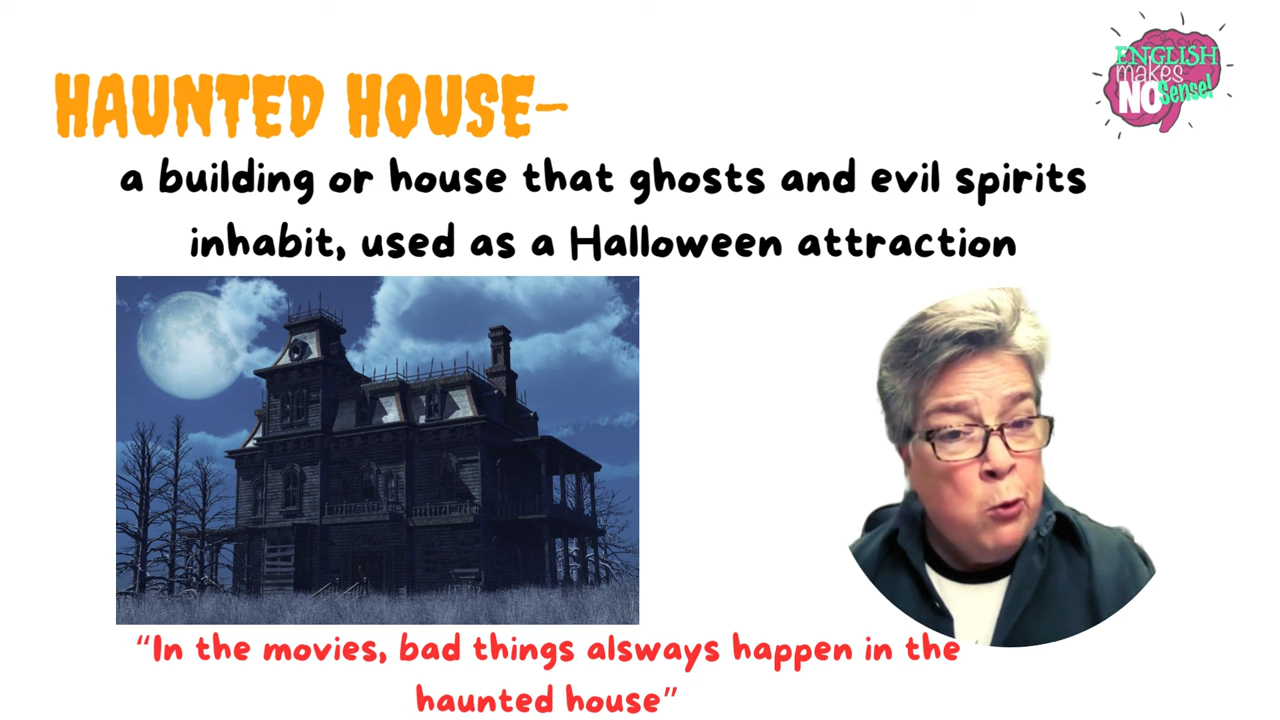 HAUNTED HOUSE-
a building or house that ghosts and evil spirits
inhabit, used as a Halloween attraction
ENGLISH
makes
NO Sense!
“In the movies, bad things alsways happen in the
haunted house”